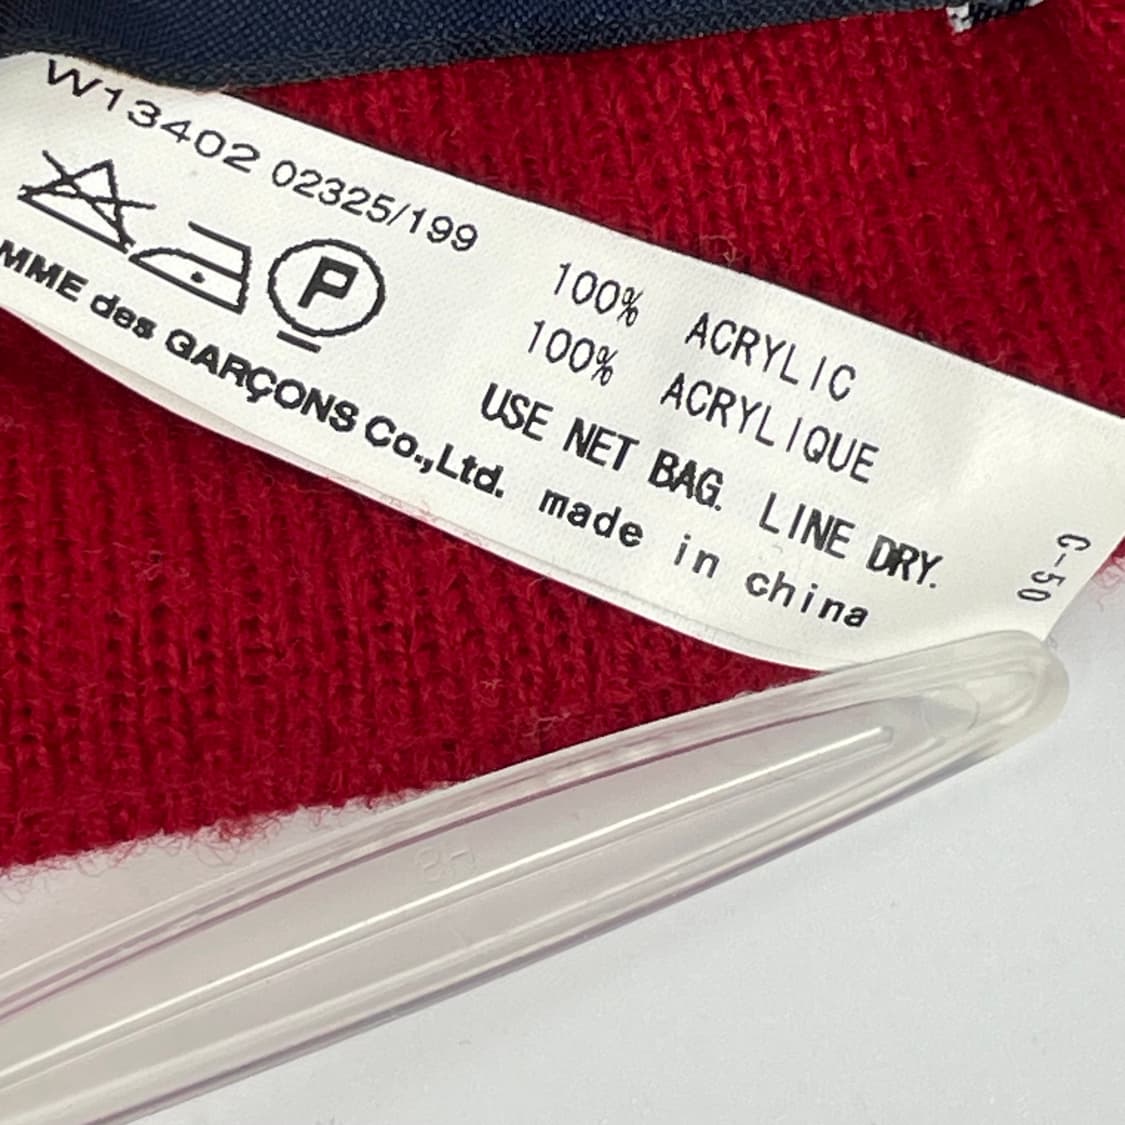 W13402 02325/199
P
MME des GARÇONS Co.,Ltd.
100% ACRYLIC
100% ACRYLIQUE
USE NET BAG. LINE DRY.
made in china
C-50